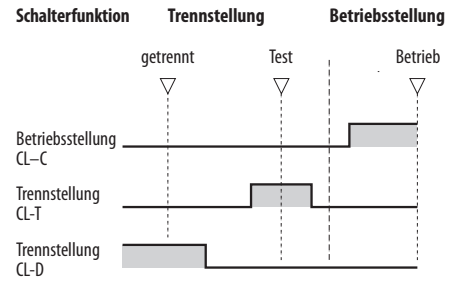 Schalterfunktion Trennstellung Betriebsstellung
getrennt Test Betrieb
Betriebsstellung
CL–C
Trennstellung
CL-T
Trennstellung
CL-D